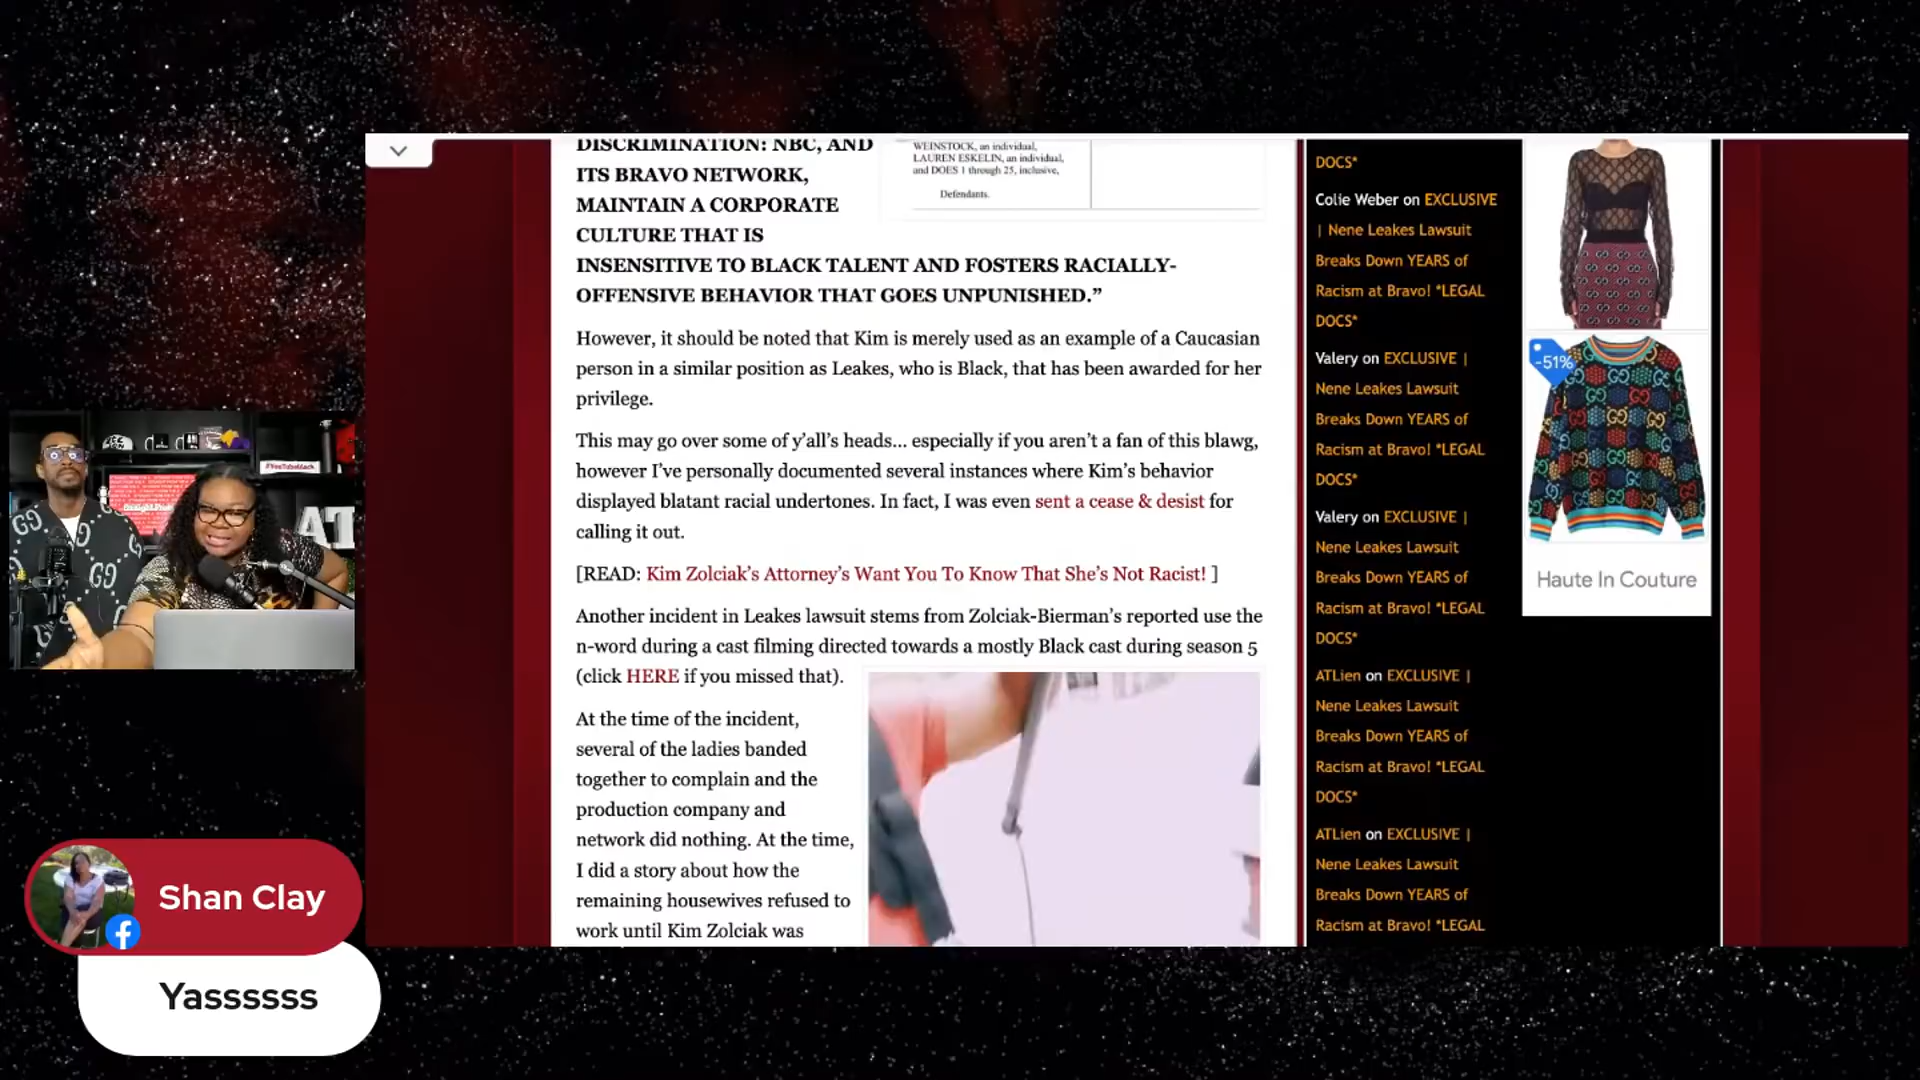 DISCRIMINATION: NBC, AND
ITS BRAVO NETWORK,
MAINTAIN A CORPORATE
CULTURE THAT IS
INSENSITIVE TO BLACK TALENT AND FOSTERS RACIALLY-
OFFENSIVE BEHAVIOR THAT GOES UNPUNISHED.”
WEINSTOCK, an individual,
LAUREN ESKELIN, an individual,
and DOES 1 through 25, inclusive,
Defendants.
However, it should be noted that Kim is merely used as an example of a Caucasian
person in a similar position as Leakes, who is Black, that has been awarded for her
privilege.
This may go over some of y’all’s heads… especially if you aren’t a fan of this blawg,
however I’ve personally documented several instances where Kim’s behavior
displayed blatant racial undertones. In fact, I was even sent a cease & desist for
calling it out.
[READ: Kim Zolciak’s Attorney’s Want You To Know That She’s Not Racist! ]
Another incident in Leakes lawsuit stems from Zolciak-Bierman’s reported use the
n-word during a cast filming directed towards a mostly Black cast during season 5
(click HERE if you missed that).
At the time of the incident,
several of the ladies banded
together to complain and the
production company and
network did nothing. At the time,
I did a story about how the
remaining housewives refused to
work until Kim Zolciak was
DOCS*
Colie Weber on EXCLUSIVE
| Nene Leakes Lawsuit
Breaks Down YEARS of
Racism at Bravo! *LEGAL
DOCS*
Valery on EXCLUSIVE |
Nene Leakes Lawsuit
Breaks Down YEARS of
Racism at Bravo! *LEGAL
DOCS*
Valery on EXCLUSIVE |
Nene Leakes Lawsuit
Breaks Down YEARS of
Racism at Bravo! *LEGAL
DOCS*
ATLien on EXCLUSIVE |
Nene Leakes Lawsuit
Breaks Down YEARS of
Racism at Bravo! *LEGAL
DOCS*
ATLien on EXCLUSIVE |
Nene Leakes Lawsuit
Breaks Down YEARS of
Racism at Bravo! *LEGAL
-51%
Haute In Couture
#YouTubeBlack
AT
Shan Clay
Yassssss